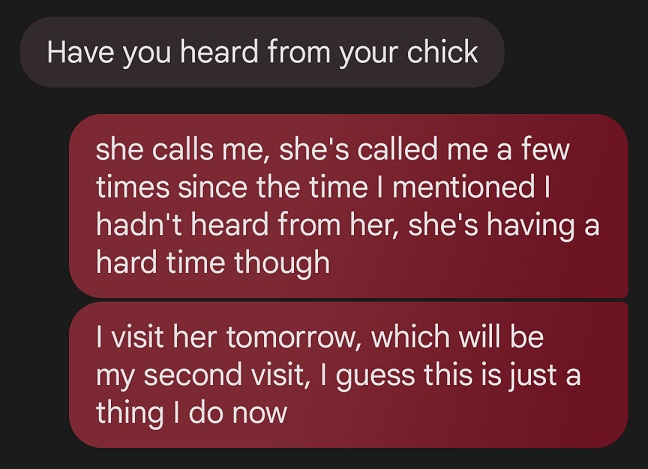 Have you heard from your chick
she calls me, she's called me a few
times since the time I mentioned I
hadn't heard from her, she's having a
hard time though
I visit her tomorrow, which will be
my second visit, I guess this is just a
thing I do now